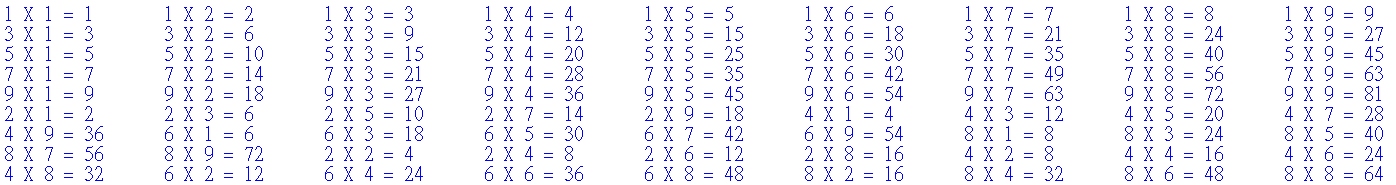 1 X 1 = 1 1 X 2 = 2 1 X 3 = 3 1 X 4 = 4 1 X 5 = 5 1 X 6 = 6 1 X 7 = 7 1 X 8 = 8 1 X 9 = 9
3 X 1 = 3 3 X 2 = 6 3 X 3 = 9 3 X 4 = 12 3 X 5 = 15 3 X 6 = 18 3 X 7 = 21 3 X 8 = 24 3 X 9 = 27
5 X 1 = 5 5 X 2 = 10 5 X 3 = 15 5 X 4 = 20 5 X 5 = 25 5 X 6 = 30 5 X 7 = 35 5 X 8 = 40 5 X 9 = 45
7 X 1 = 7 7 X 2 = 14 7 X 3 = 21 7 X 4 = 28 7 X 5 = 35 7 X 6 = 42 7 X 7 = 49 7 X 8 = 56 7 X 9 = 63
9 X 1 = 9 9 X 2 = 18 9 X 3 = 27 9 X 4 = 36 9 X 5 = 45 9 X 6 = 54 9 X 7 = 63 9 X 8 = 72 9 X 9 = 81
2 X 1 = 2 2 X 3 = 6 2 X 5 = 10 2 X 7 = 14 2 X 9 = 18 4 X 1 = 4 4 X 3 = 12 4 X 5 = 20 4 X 7 = 28
4 X 9 = 36 6 X 1 = 6 6 X 3 = 18 6 X 5 = 30 6 X 7 = 42 6 X 9 = 54 8 X 1 = 8 8 X 3 = 24 8 X 5 = 40
8 X 7 = 56 8 X 9 = 72 2 X 2 = 4 2 X 4 = 8 2 X 6 = 12 2 X 8 = 16 4 X 2 = 8 4 X 4 = 16 4 X 6 = 24
4 X 8 = 32 6 X 2 = 12 6 X 4 = 24 6 X 6 = 36 6 X 8 = 48 8 X 2 = 16 8 X 4 = 32 8 X 6 = 48 8 X 8 = 64